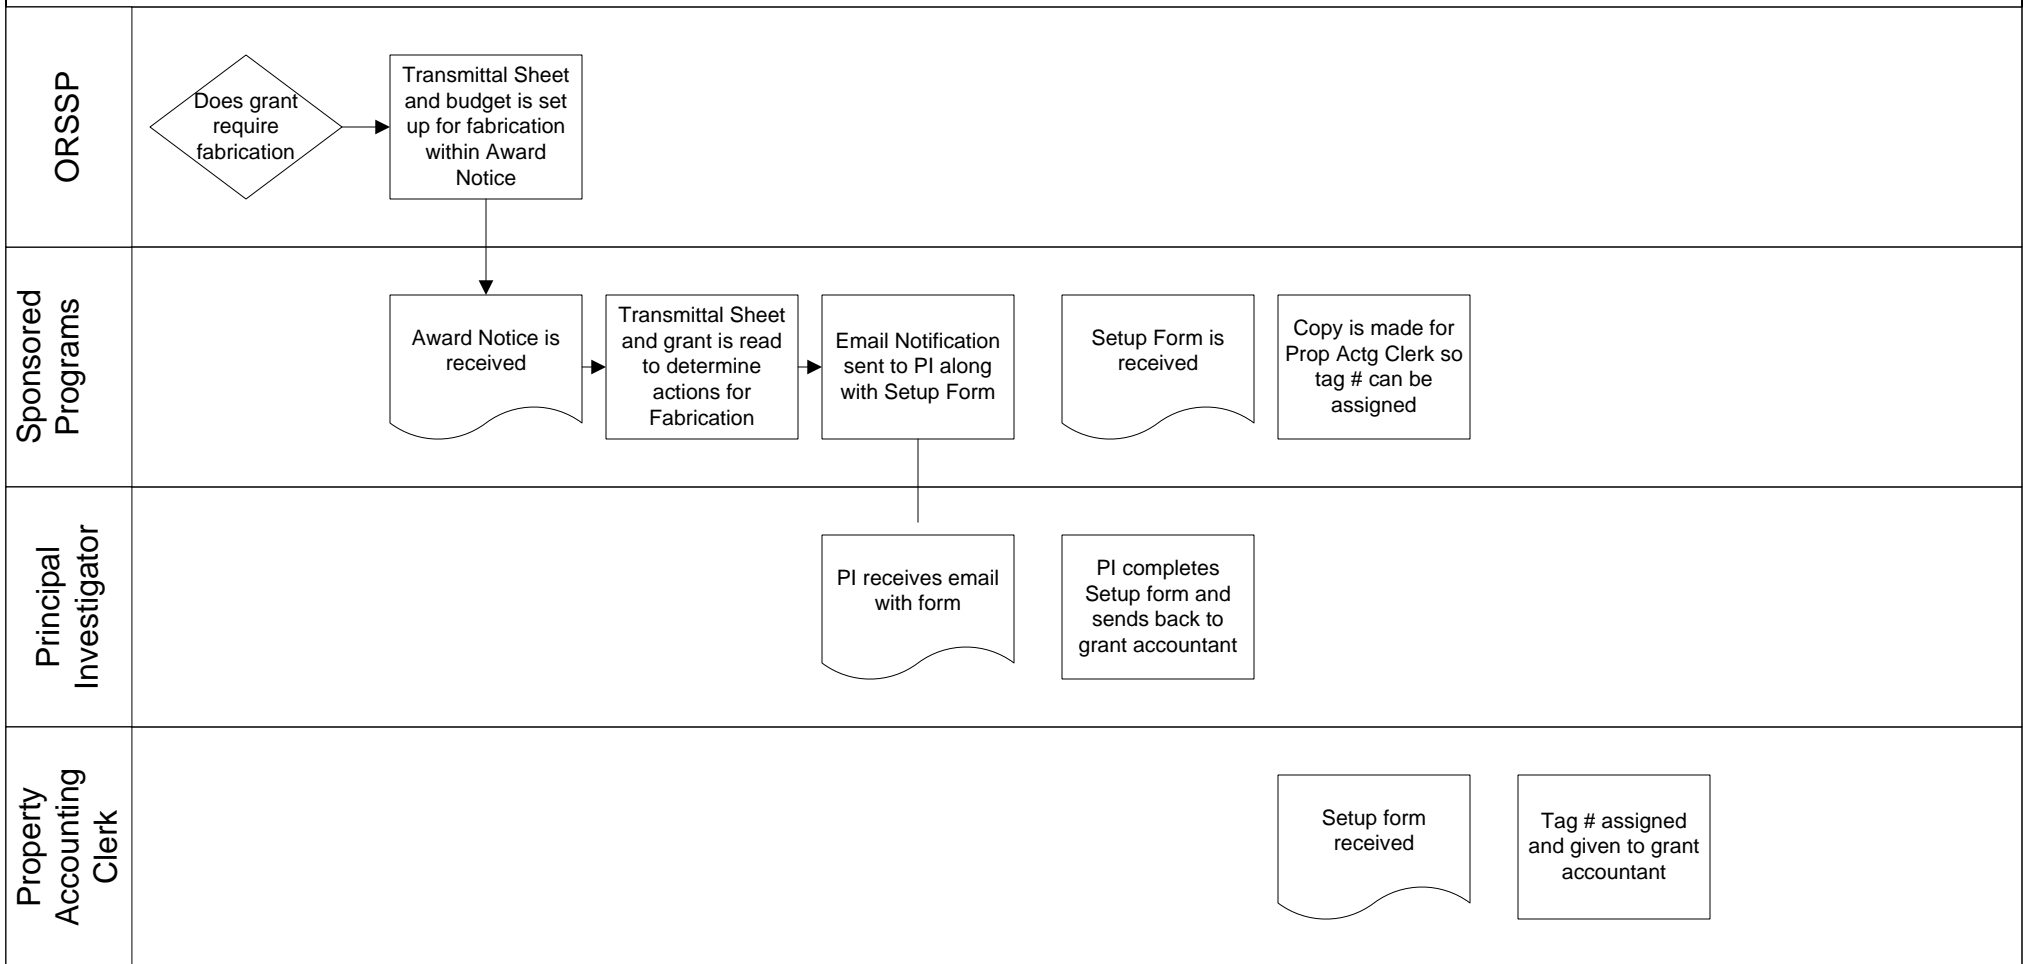 ORSSP
Does grant
require
fabrication
Transmittal Sheet
and budget is set
up for fabrication
within Award
Notice
Sponsored
Programs
Award Notice is
received
Transmittal Sheet
and grant is read
to determine
actions for
Fabrication
Email Notification
sent to PI along
with Setup Form
Setup Form is
received
Copy is made for
Prop Actg Clerk so
tag # can be
assigned
Principal
Investigator
PI receives email
with form
PI completes
Setup form and
sends back to
grant accountant
Property
Accounting
Clerk
Setup form
received
Tag # assigned
and given to grant
accountant